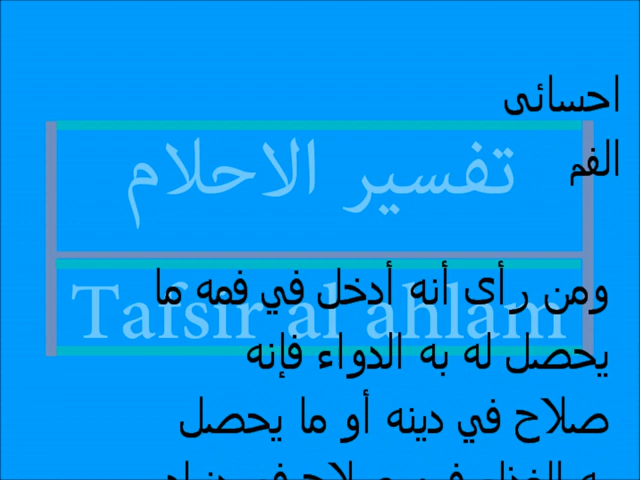 احسائى
الفم
تفسير الاحلام
Tafsir al ahlam
ومن رأى أنه أدخل في فمه ما
يحصل له به الدواء فإنه
صلاح في دينه أو ما يحصل